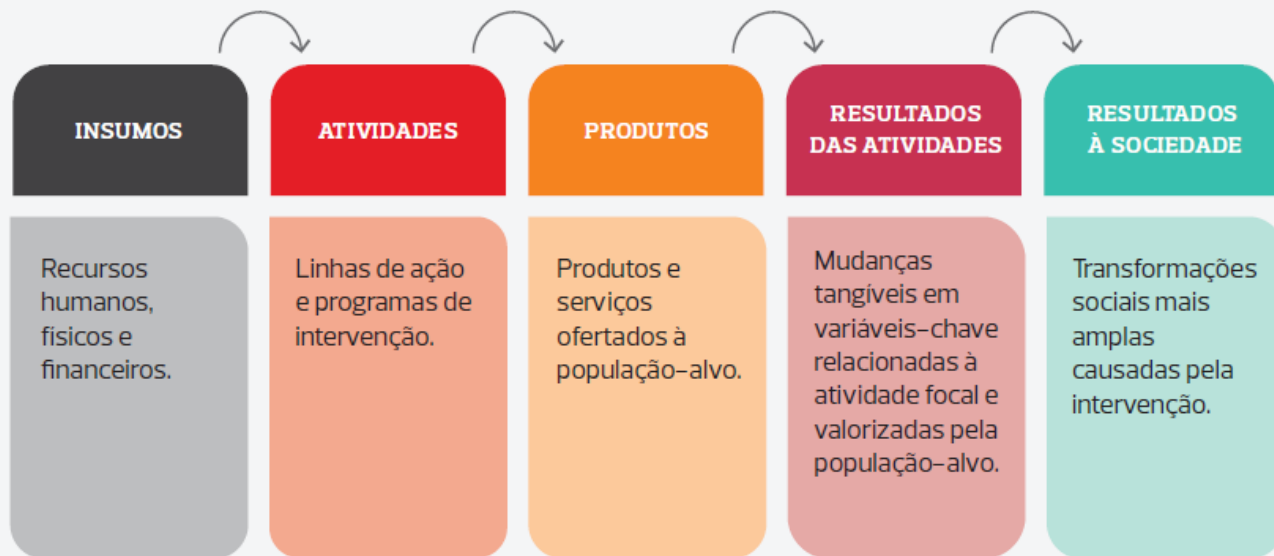 INSUMOS
ATIVIDADES
PRODUTOS
RESULTADOS
DAS ATIVIDADES
RESULTADOS
À SOCIEDADE
Recursos
humanos,
físicos e
financeiros.
Linhas de ação
e programas de
intervenção.
Produtos e
serviços
ofertados à
população-alvo.
Mudanças
tangíveis em
variáveis-chave
relacionadas à
atividade focal e
valorizadas pela
população-alvo.
Transformações
sociais mais
amplas
causadas pela
intervenção.